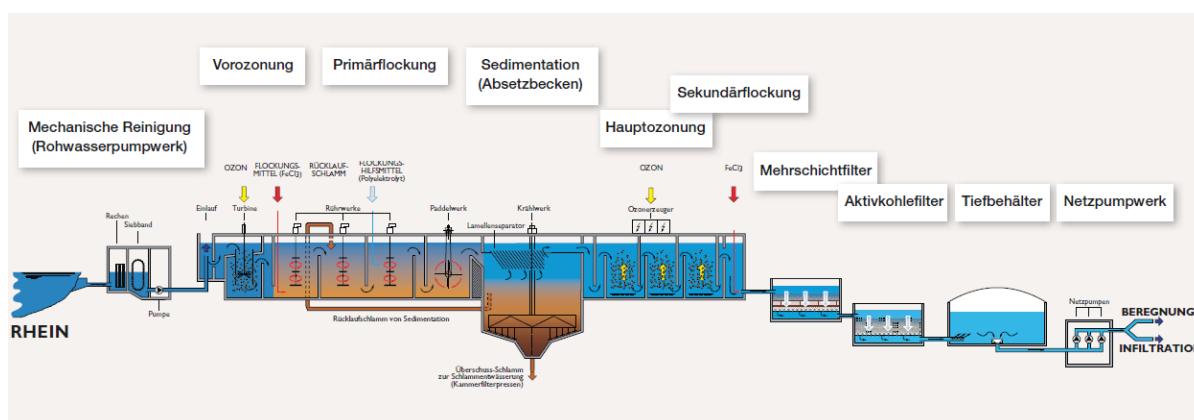 Vorozonung
Primärflockung
Sedimentation
(Absetzbecken)
Sekundärflockung
Hauptozonung
Mechanische Reinigung
(Rohwasserpumpwerk)
Mehrschichtfilter
Aktivkohlefilter
Tiefbehälter
Netzpumpwerk
OZON
FLOCKUNGS-
MITTEL (FeCl3)
RÜCKLAUF-
SCHLAMM
FLOCKUNGS-
HILFSMITTEL
(Polyelektrolyt)
OZON
FeCl3
Rechen
Siebband
Einlauf
Turbine
Rührwerke
Paddelwerk
Krählwerk
Lamellenseparator
Ozonerzeuger
Pumpe
RHEIN
Rücklaufschlamm von Sedimentation
Überschuss-Schlamm
zur Schlammentwässerung
(Kammerfilterpressen)
Netzpumpen
BEREGNUNG
INFILTRATION